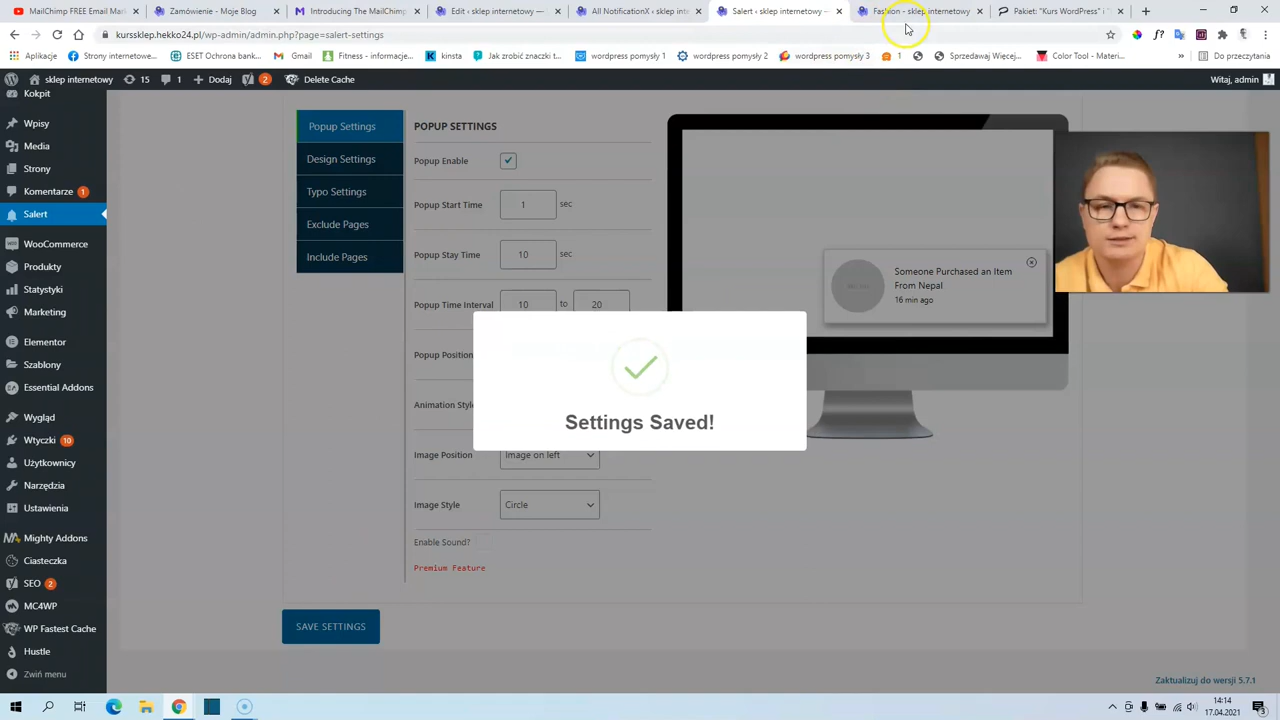 MailChimp FREE Email Mark
Zamówienie - Moje Blog
Introducing The MailChimp
Edit ‹ sklep internetowy —
All NotificationX ‹ sklep int
Salert ‹ sklep internetowy —
Fashion - sklep internetowy
Pakiet: "Kurs WordPress" i "
kurssklep.hekko24.pl/wp-admin/admin.php?page=salert-settings
Aplikacje
ESET Ochrona bank...
Gmail
Fitness - informacje...
kinsta
Jak zrobić świetne...
wordpress pomysły 1
wordpress pomysły 2
wordpress pomysły 3
1
Sprzedawaj Więcej...
Color Tool - Materi...
»
Do przeczytania
sklep internetowy
15
1
Dodaj
2
Delete Cache
Witaj, admin
Kokpit
Wpisy
Media
Strony
Komentarze 1
Salert
WooCommerce
Produkty
Statystyki
Marketing
Elementor
Szablony
Essential Addons
Wygląd
Wtyczki 10
Użytkownicy
Narzędzia
Ustawienia
Mighty Addons
Ciasteczka
SEO 2
MC4WP
WP Fastest Cache
Hustle
Zwiń menu
Popup Settings
Design Settings
Typo Settings
Exclude Pages
Include Pages
POPUP SETTINGS
Popup Enable
Popup Start Time 1 sec
Popup Stay Time 10 sec
Popup Time Interval 10 to 20
Popup Positio
Animation Style
Image Position Image on left
Image Style Circle
Enable Sound?
Premium Feature
Someone Purchased an Item
From Nepal
16 min ago
Settings Saved!
SAVE SETTINGS
Zaktualizuj do wersji 5.7.1
14:14
17.04.2021
3